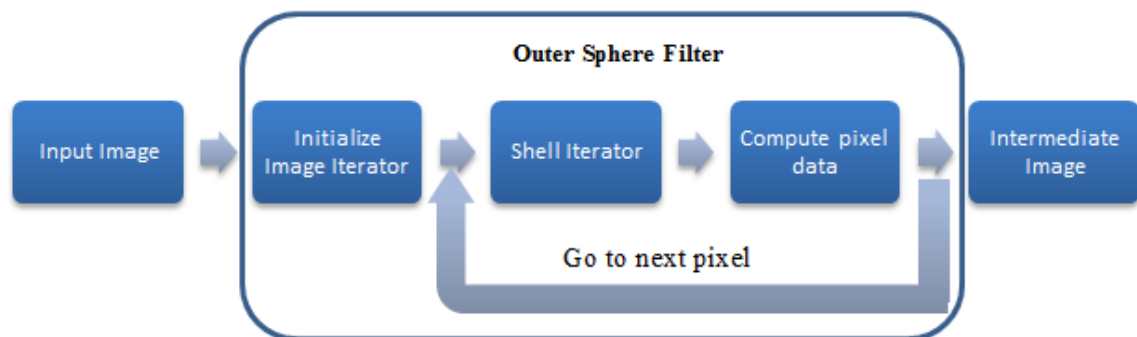 Outer Sphere Filter
Input Image
Initialize
Image Iterator
Shell Iterator
Compute pixel
data
Intermediate
Image
Go to next pixel